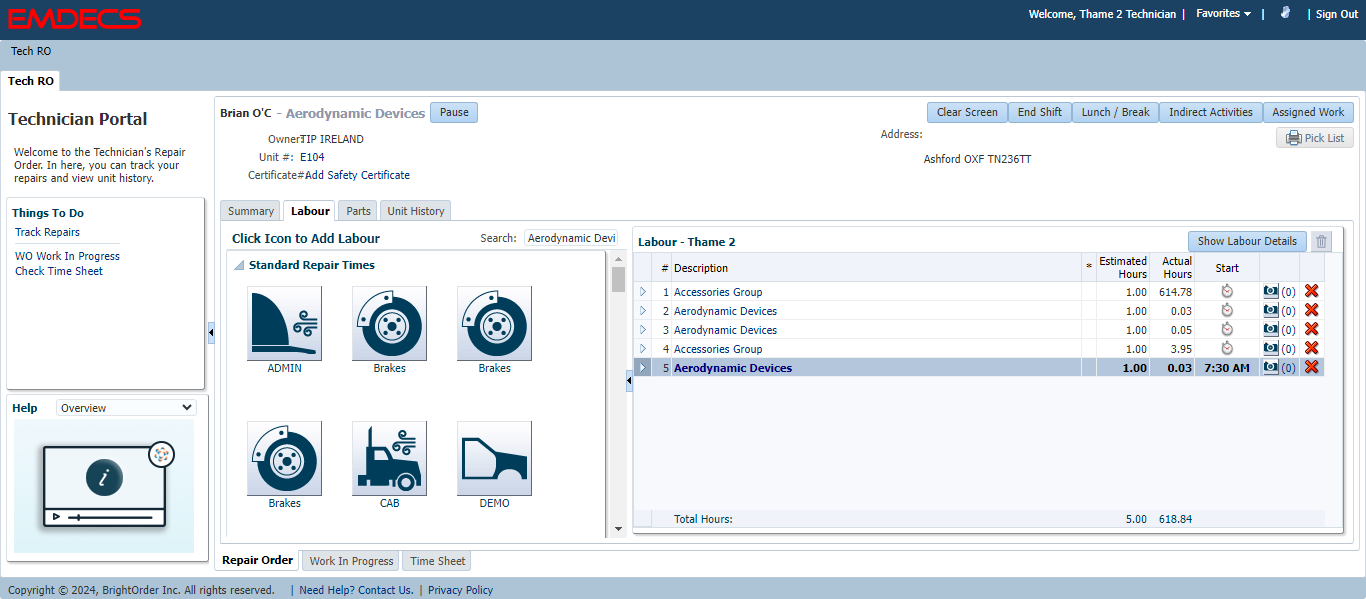 EMDECS
Welcome, Thame 2 Technician | Favorites | | Sign Out
Tech RO
Tech RO
Technician Portal
Welcome to the Technician's Repair
Order. In here, you can track your
repairs and view unit history.
Things To Do
Track Repairs
WO Work In Progress
Check Time Sheet
Help Overview
i
Brian O'C - Aerodynamic Devices Pause
Clear Screen End Shift Lunch / Break Indirect Activities Assigned Work
Owner: TIP IRELAND
Unit #: E104
Certificate# Add Safety Certificate
Address:
Ashford OXF TN236TT
Pick List
Summary Labour Parts Unit History
Click Icon to Add Labour Search: Aerodynamic Devi
Standard Repair Times
ADMIN Brakes Brakes
Brakes CAB DEMO
Labour - Thame 2 Show Labour Details
# Description * Estimated Hours Actual Hours Start
1 Accessories Group 1.00 614.78 (0)
2 Aerodynamic Devices 1.00 0.03 (0)
3 Aerodynamic Devices 1.00 0.05 (0)
4 Accessories Group 1.00 3.95 (0)
5 Aerodynamic Devices 1.00 0.03 7:30 AM (0)
Total Hours: 5.00 618.84
Repair Order Work In Progress Time Sheet
Copyright © 2024, BrightOrder Inc. All rights reserved. | Need Help? Contact Us. | Privacy Policy